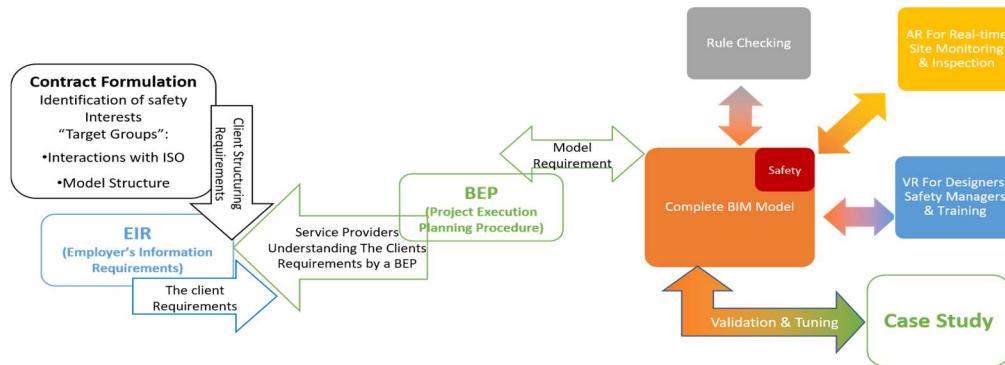 Contract Formulation
Identification of safety
Interests
“Target Groups”:
•Interactions with ISO
•Model Structure
Client Structuring
Requirements
EIR
(Employer's Information
Requirements)
The client
Requirements
Service Providers
Understanding The Clients
Requirements by a BEP
BEP
(Project Execution
Planning Procedure)
Model
Requirement
Rule Checking
AR For Real-time
Site Monitoring
& Inspection
Safety
Complete BIM Model
VR For Designers,
Safety Managers
& Training
Validation & Tuning
Case Study